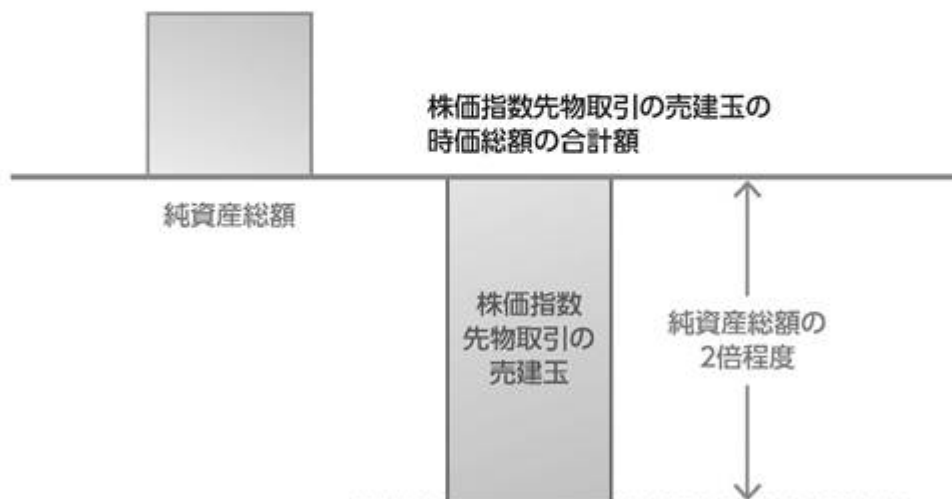 株価指数先物取引の売建玉の
時価総額の合計額
純資産総額
株価指数
先物取引の
売建玉
純資産総額の
2倍程度